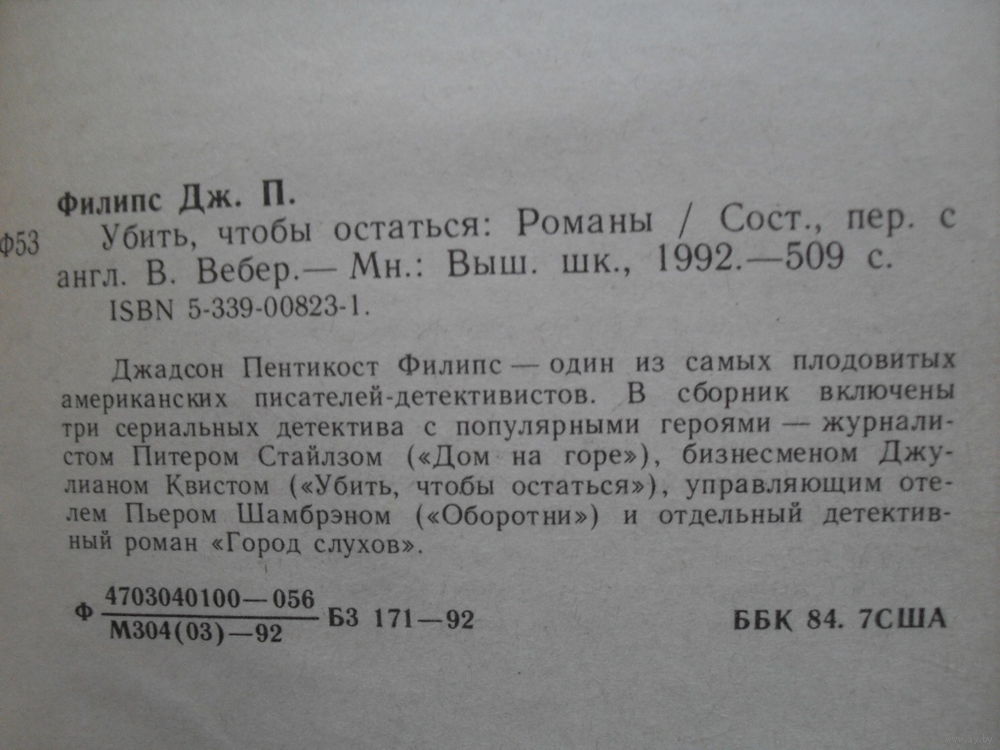 Филипс Дж. П.
Ф53 Убить, чтобы остаться: Романы / Сост., пер. с
англ. В. Вебер.— Мн.: Выш. шк., 1992.—509 с.
ISBN 5-339-00823-1.
Джадсон Пентикост Филипс — один из самых плодовитых
американских писателей-детективистов. В сборник включены
три сериальных детектива с популярными героями — журнали-
стом Питером Стайлзом («Дом на горе»), бизнесменом Джу-
лианом Квистом («Убить, чтобы остаться»), управляющим оте-
лем Пьером Шамбрэном («Оборотни») и отдельный детектив-
ный роман «Город слухов».
Ф 4703040100—056
М304(03)—92
БЗ 171—92
ББК 84. 7США
www.ay.by